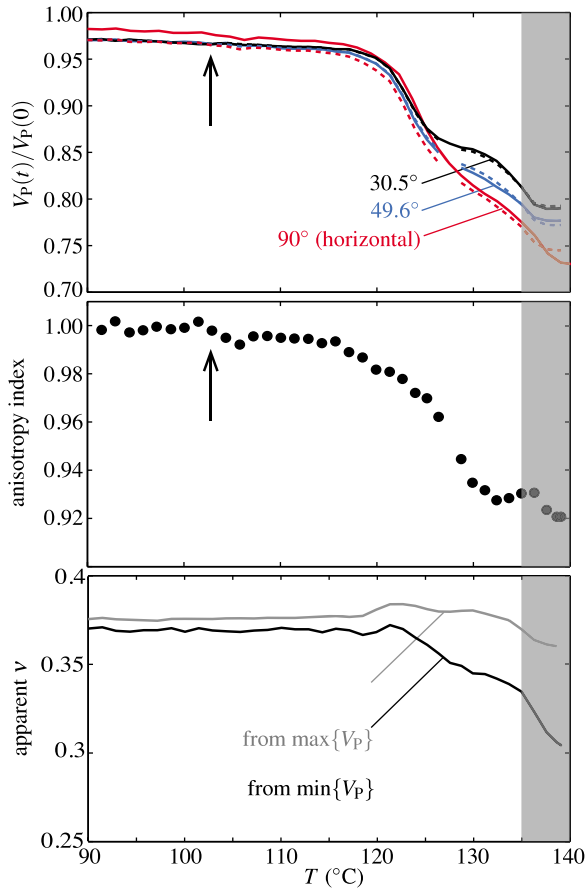 1.00
0.95
0.90
0.85
0.80
0.75
0.70
V_P(t)/V_P(0)
30.5°
49.6°
90° (horizontal)
1.00
0.98
0.96
0.94
0.92
anisotropy index
0.4
0.35
0.3
0.25
apparent ν
from max{V_P}
from min{V_P}
90 100 110 120 130 140
T (°C)